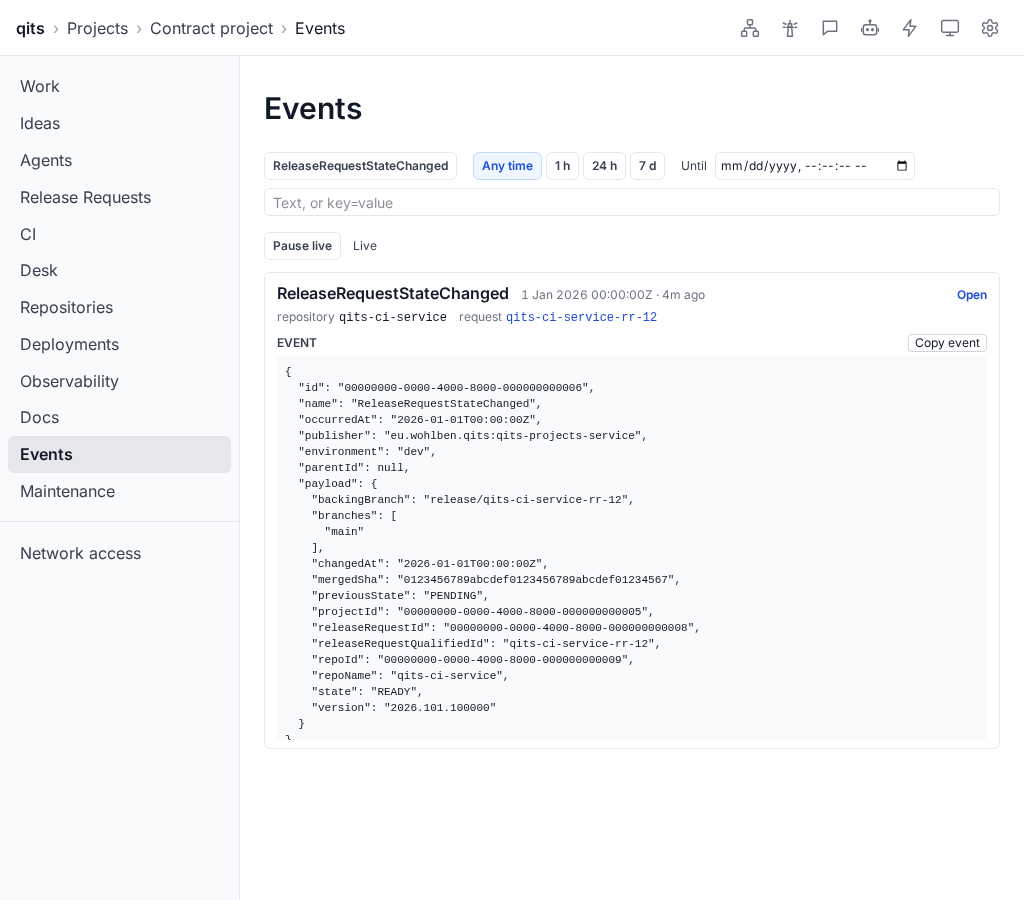 qits › Projects › Contract project › Events
Work
Ideas
Agents
Release Requests
CI
Desk
Repositories
Deployments
Observability
Docs
Events
Maintenance
Network access
Events
ReleaseRequestStateChanged Any time 1 h 24 h 7 d Until mm/dd/yyyy, --:--:-- --
Text, or key=value
Pause live Live
ReleaseRequestStateChanged 1 Jan 2026 00:00:00Z · 4m ago Open
repository qits-ci-service request qits-ci-service-rr-12
EVENT Copy event
{
  "id": "00000000-0000-4000-8000-000000000006",
  "name": "ReleaseRequestStateChanged",
  "occurredAt": "2026-01-01T00:00:00Z",
  "publisher": "eu.wohlben.qits:qits-projects-service",
  "environment": "dev",
  "parentId": null,
  "payload": {
    "backingBranch": "release/qits-ci-service-rr-12",
    "branches": [
      "main"
    ],
    "changedAt": "2026-01-01T00:00:00Z",
    "mergedSha": "0123456789abcdef0123456789abcdef01234567",
    "previousState": "PENDING",
    "projectId": "00000000-0000-4000-8000-000000000005",
    "releaseRequestId": "00000000-0000-4000-8000-000000000008",
    "releaseRequestQualifiedId": "qits-ci-service-rr-12",
    "repoId": "00000000-0000-4000-8000-000000000009",
    "repoName": "qits-ci-service",
    "state": "READY",
    "version": "2026.101.100000"
  }
}